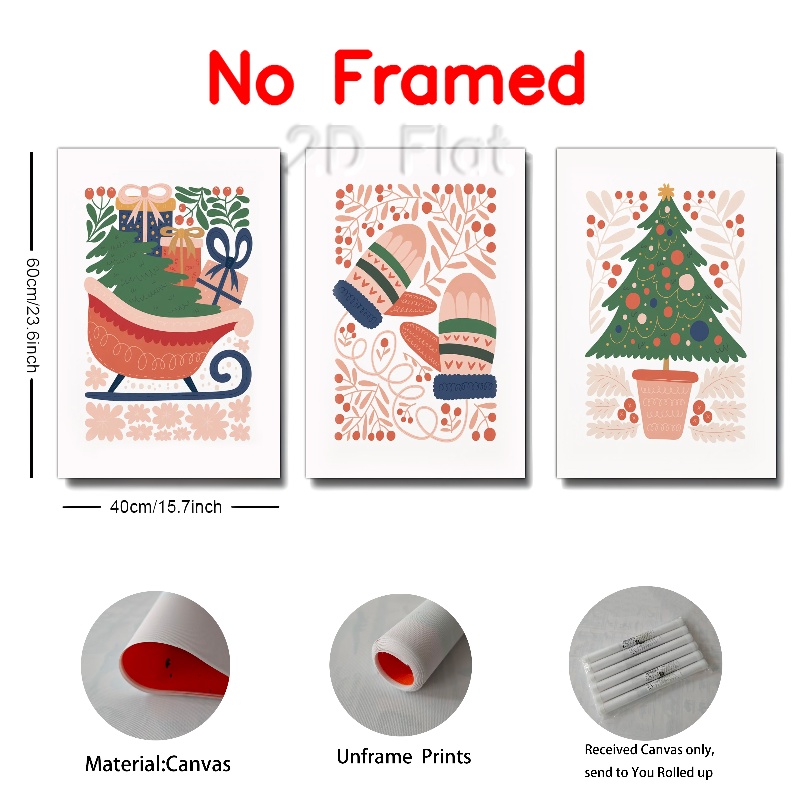 No Framed
2D Flat
60cm/23.6inch
40cm/15.7inch
Material:Canvas
Unframe Prints
Received Canvas only,
send to You Rolled up